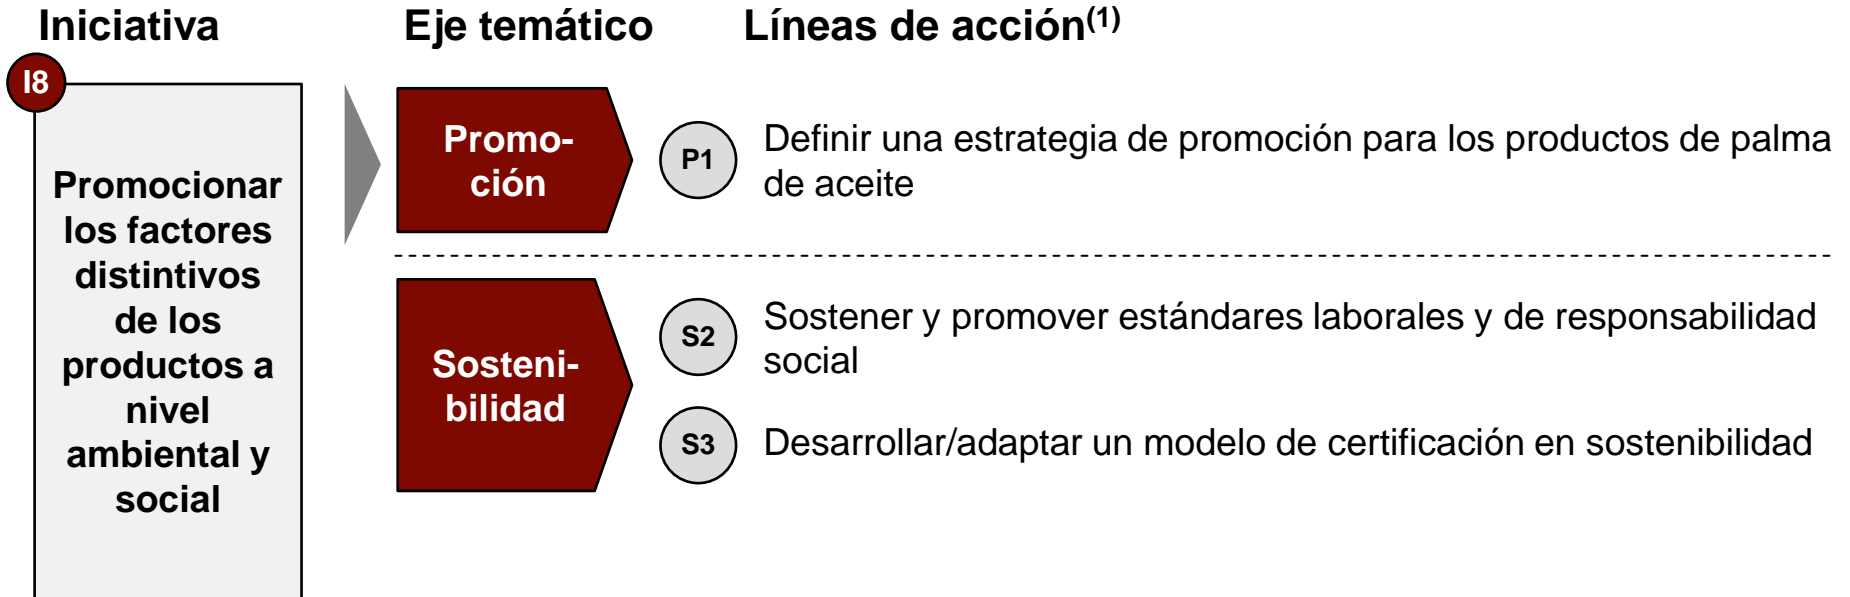 Iniciativa
Eje temático
Líneas de acción(1)
I8
Promocionar
los factores
distintivos
de los
productos a
nivel
ambiental y
social
Promo-
ción
P1
Definir una estrategia de promoción para los productos de palma
de aceite
Sosteni-
bilidad
S2
Sostener y promover estándares laborales y de responsabilidad
social
S3
Desarrollar/adaptar un modelo de certificación en sostenibilidad